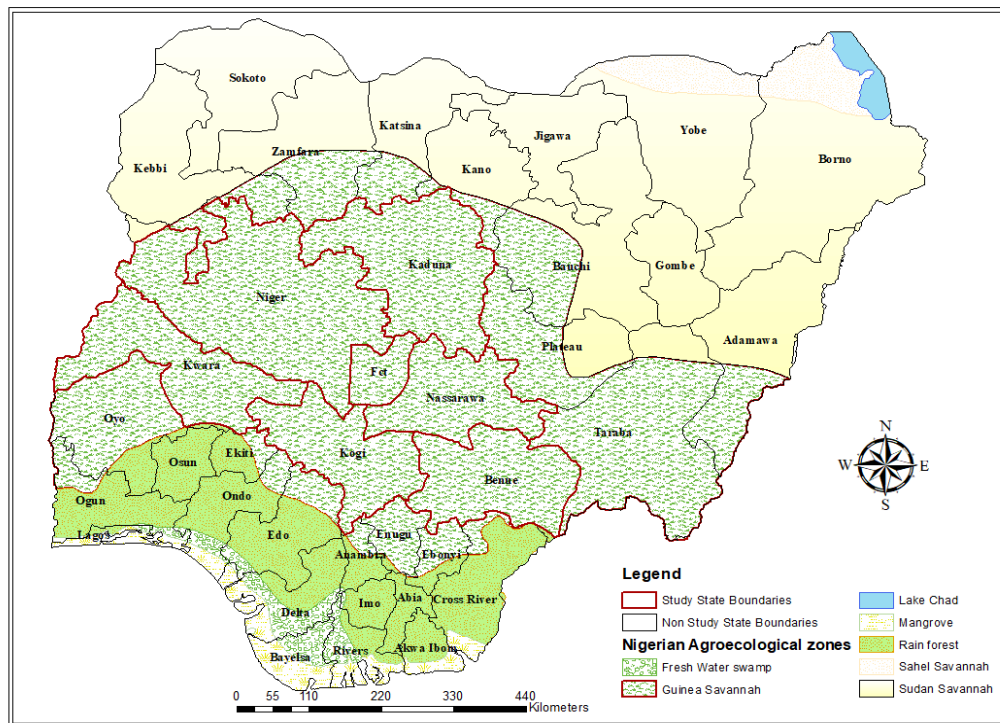 Sokoto
Katsina
Jigawa
Yobe
Zamfara
Borno
Kebbi
Kano
Kaduna
Bauchi
Gombe
Niger
Adamawa
Plateau
Kwara
Fct
Nassarawa
Oyo
Taraba
Kogi
Osun
Ekiti
Benue
N
W E
S
Ogun
Ondo
Lagos
Edo
Enugu
Anambra
Ebonyi
Imo
Abia
Cross River
Delta
Akwa Ibom
Bayelsa
Rivers
Legend
Study State Boundaries
Non Study State Boundaries
Nigerian Agroecological zones
Fresh Water swamp
Guinea Savannah
Lake Chad
Mangrove
Rain forest
Sahel Savannah
Sudan Savannah
0 55 110 220 330 440
Kilometers